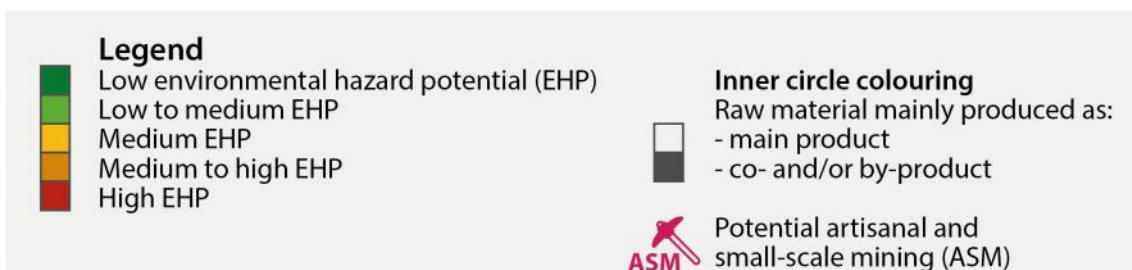 Legend
Low environmental hazard potential (EHP)
Low to medium EHP
Medium EHP
Medium to high EHP
High EHP
Inner circle colouring
Raw material mainly produced as:
- main product
- co- and/or by-product
ASM
Potential artisanal and
small-scale mining (ASM)